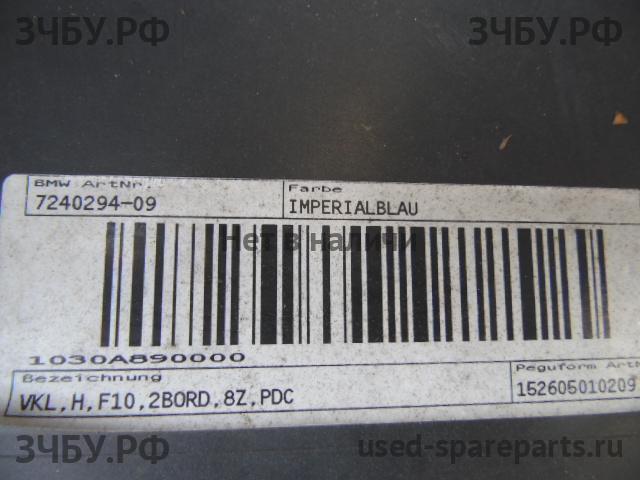 ЗЧБУ.РФ
ЗЧБУ.РФ
BMW ArtNr.
Farbe
7240294-09
IMPERIALBLAU
Нет в наличии
1030A890000
Bezeichnung
Peguform ArtN
VKL,H,F10,2BORD,8Z,PDC
152605010209
ЗЧБУ.РФ
used-spareparts.ru